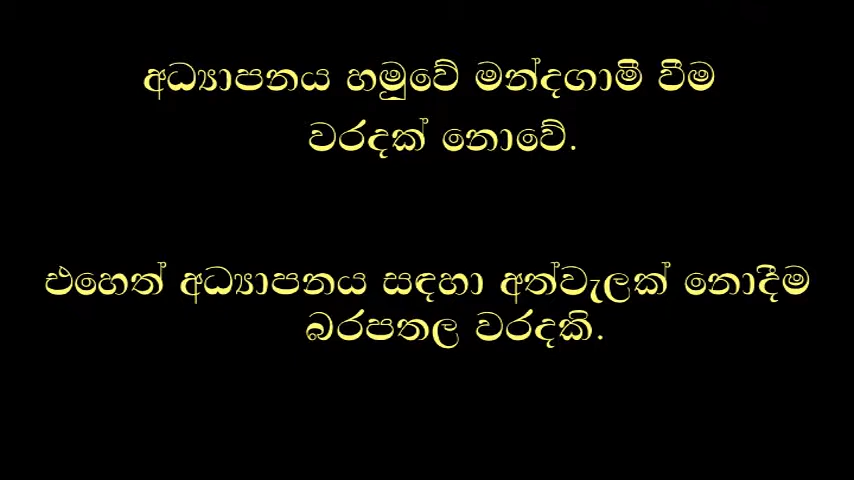 අධ්‍යාපනය හමුවේ මන්දගාමී වීම
වරදක් නොවේ.
එහෙත් අධ්‍යාපනය සඳහා අත්වැලක් නොදීම
බරපතල වරදකි.